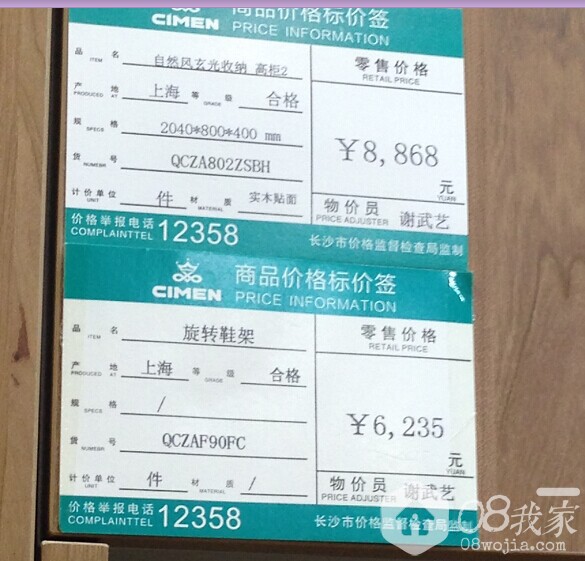 CIMEN 商品价格标价签
PRICE INFORMATION
品 名 自然风玄光收纳 高柜2 零售价格
ITEM RETAIL PRICE
产 地 上海 等 级 合格
PRODUCED AT GRADE
规 格 2040*800*400 mm ￥8,868
SPECS
货 号 QCZA802ZSBH 元
NUMEBR YUAN
计价单位 件 材 质 实木贴面 物价员 谢武艺
UNIT MATERIAL PRICE ADJUSTER
价格举报电话 12358 长沙市价格监督检查局监制
COMPLAINTTEL
CIMEN 商品价格标价签
PRICE INFORMATION
品 名 旋转鞋架 零售价格
ITEM RETAIL PRICE
产 地 上海 等 级 合格
PRODUCED AT GRADE
规 格 / ￥6,235
SPECS
货 号 QCZAF90FC 元
NUMEBR YUAN
计价单位 件 材 质 / 物价员 谢武艺
UNIT MATERIAL PRICE ADJUSTER
价格举报电话 12358 长沙市价格监督检查局监制
COMPLAINTTEL
08我家
08wojia.com